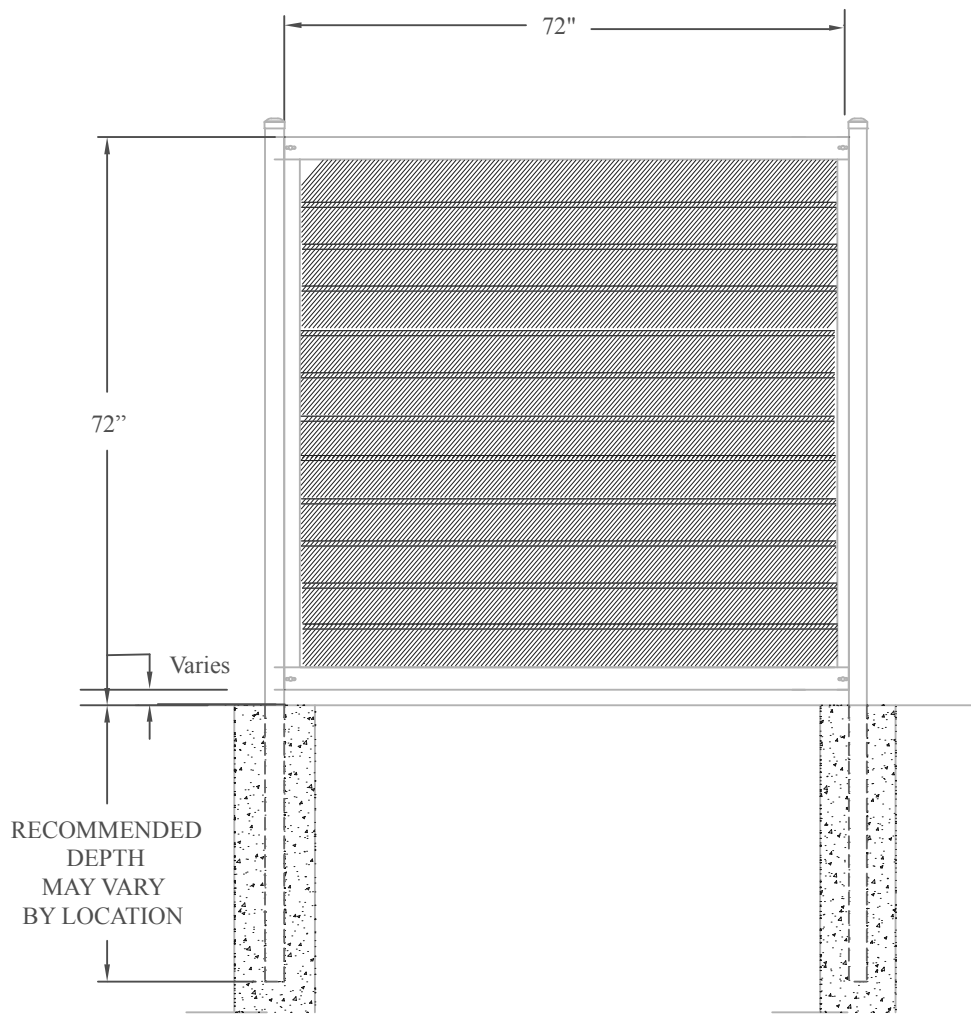 72"
72”
Varies
RECOMMENDED
DEPTH
MAY VARY
BY LOCATION